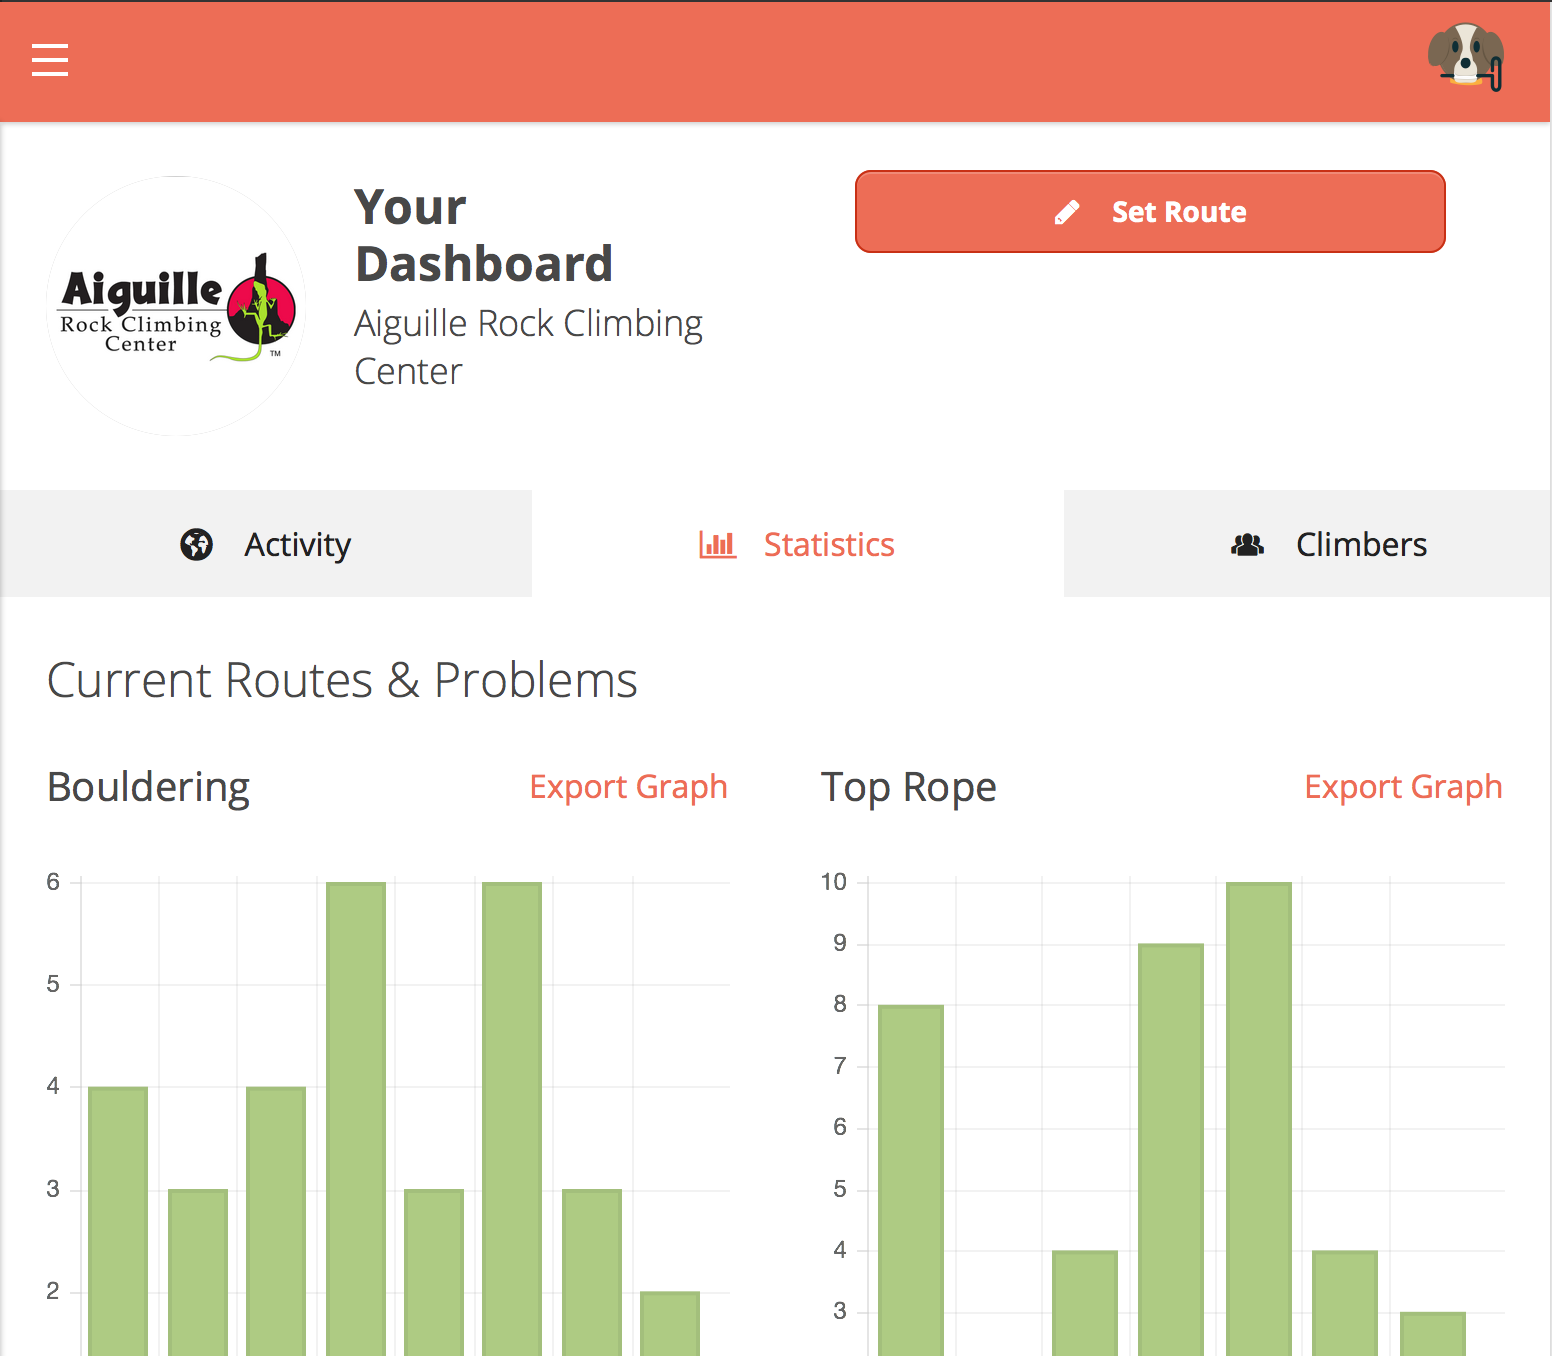 Aiguille
Rock Climbing
Center
TM
Your
Dashboard
Aiguille Rock Climbing
Center
Set Route
Activity
Statistics
Climbers
Current Routes & Problems
Bouldering
Export Graph
6
5
4
3
2
Top Rope
Export Graph
10
9
8
7
6
5
4
3